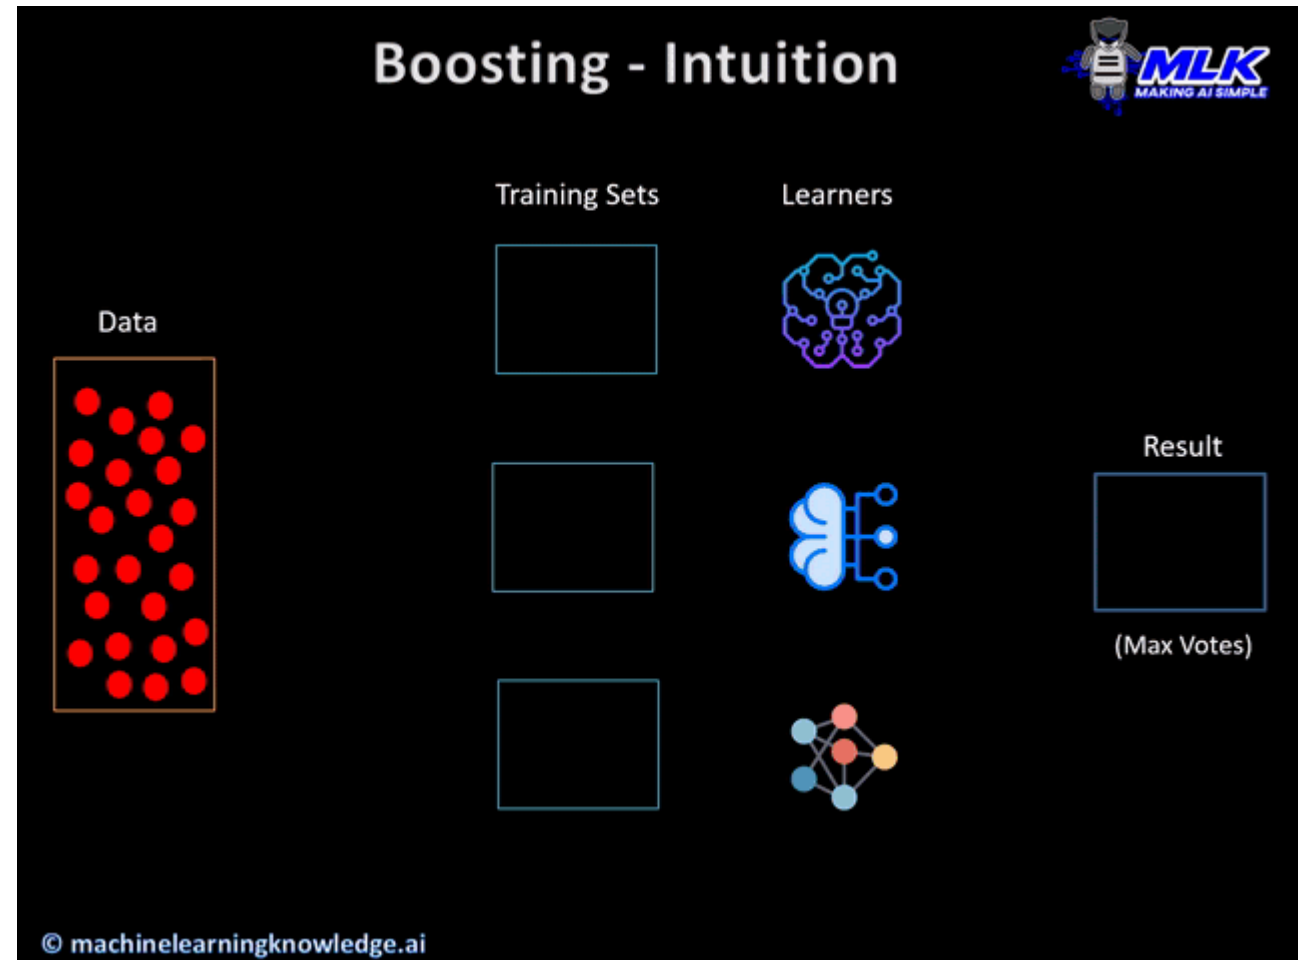 Boosting - Intuition
MLK
MAKING AI SIMPLE
Training Sets
Learners
Data
Result
(Max Votes)
© machinelearningknowledge.ai